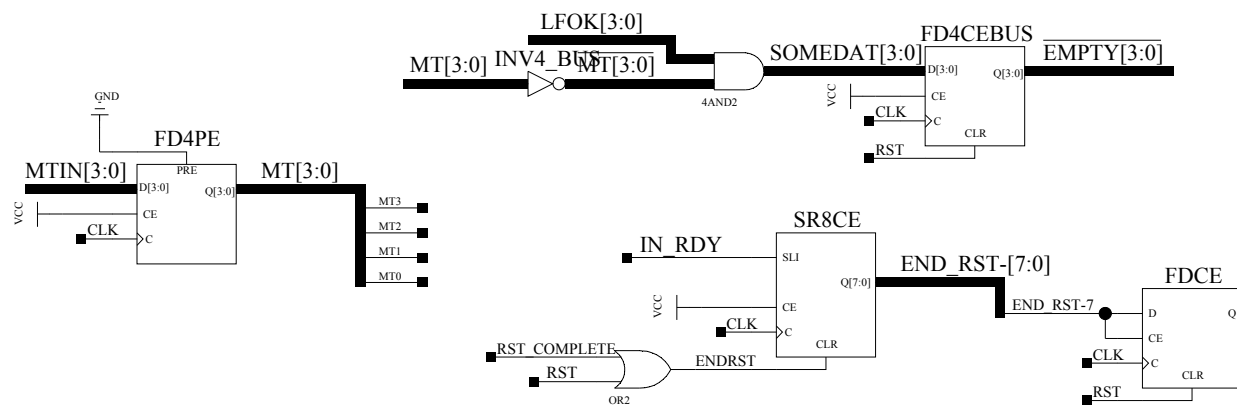 LFOK[3:0]
MT[3:0]
INV4_BUS
MT[3:0]
4AND2
SOMEDAT[3:0]
FD4CEBUS
D[3:0]
Q[3:0]
EMPTY[3:0]
VCC
CE
CLK
C
CLR
RST
GND
FD4PE
PRE
MTIN[3:0]
D[3:0]
Q[3:0]
MT[3:0]
VCC
CE
CLK
C
MT3
MT2
MT1
MT0
SR8CE
IN_RDY
SLI
Q[7:0]
END_RST-[7:0]
VCC
CE
CLK
C
CLR
RST_COMPLETE
RST
OR2
ENDRST
FDCE
END_RST-7
D
Q
CE
CLK
C
CLR
RST